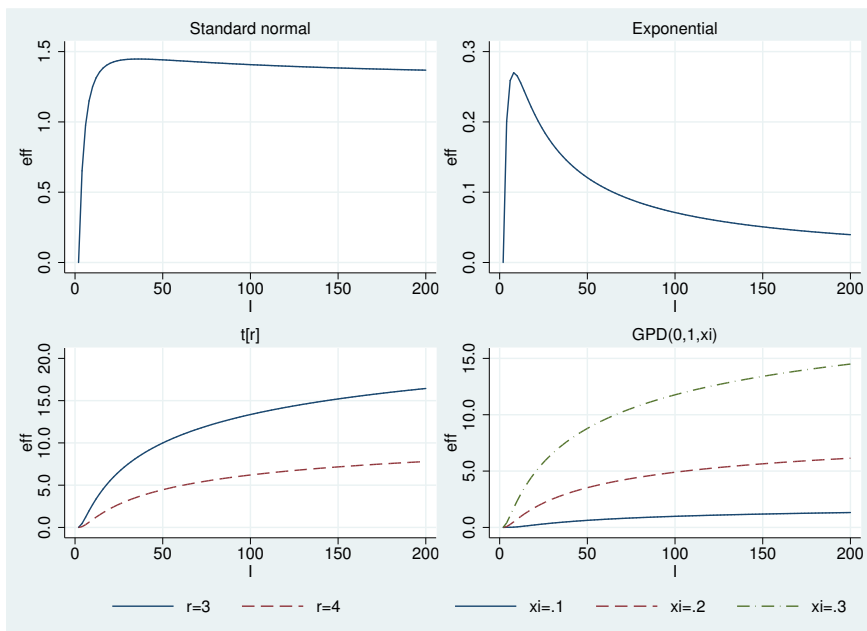 Standard normal
1.5
1.0
0.5
0.0
eff
0 50 100 150 200
I
Exponential
0.3
0.2
0.1
0.0
eff
0 50 100 150 200
I
t[r]
20.0
15.0
10.0
5.0
0.0
eff
0 50 100 150 200
I
GPD(0,1,xi)
15.0
10.0
5.0
0.0
eff
0 50 100 150 200
I
r=3 r=4
xi=.1 xi=.2 xi=.3